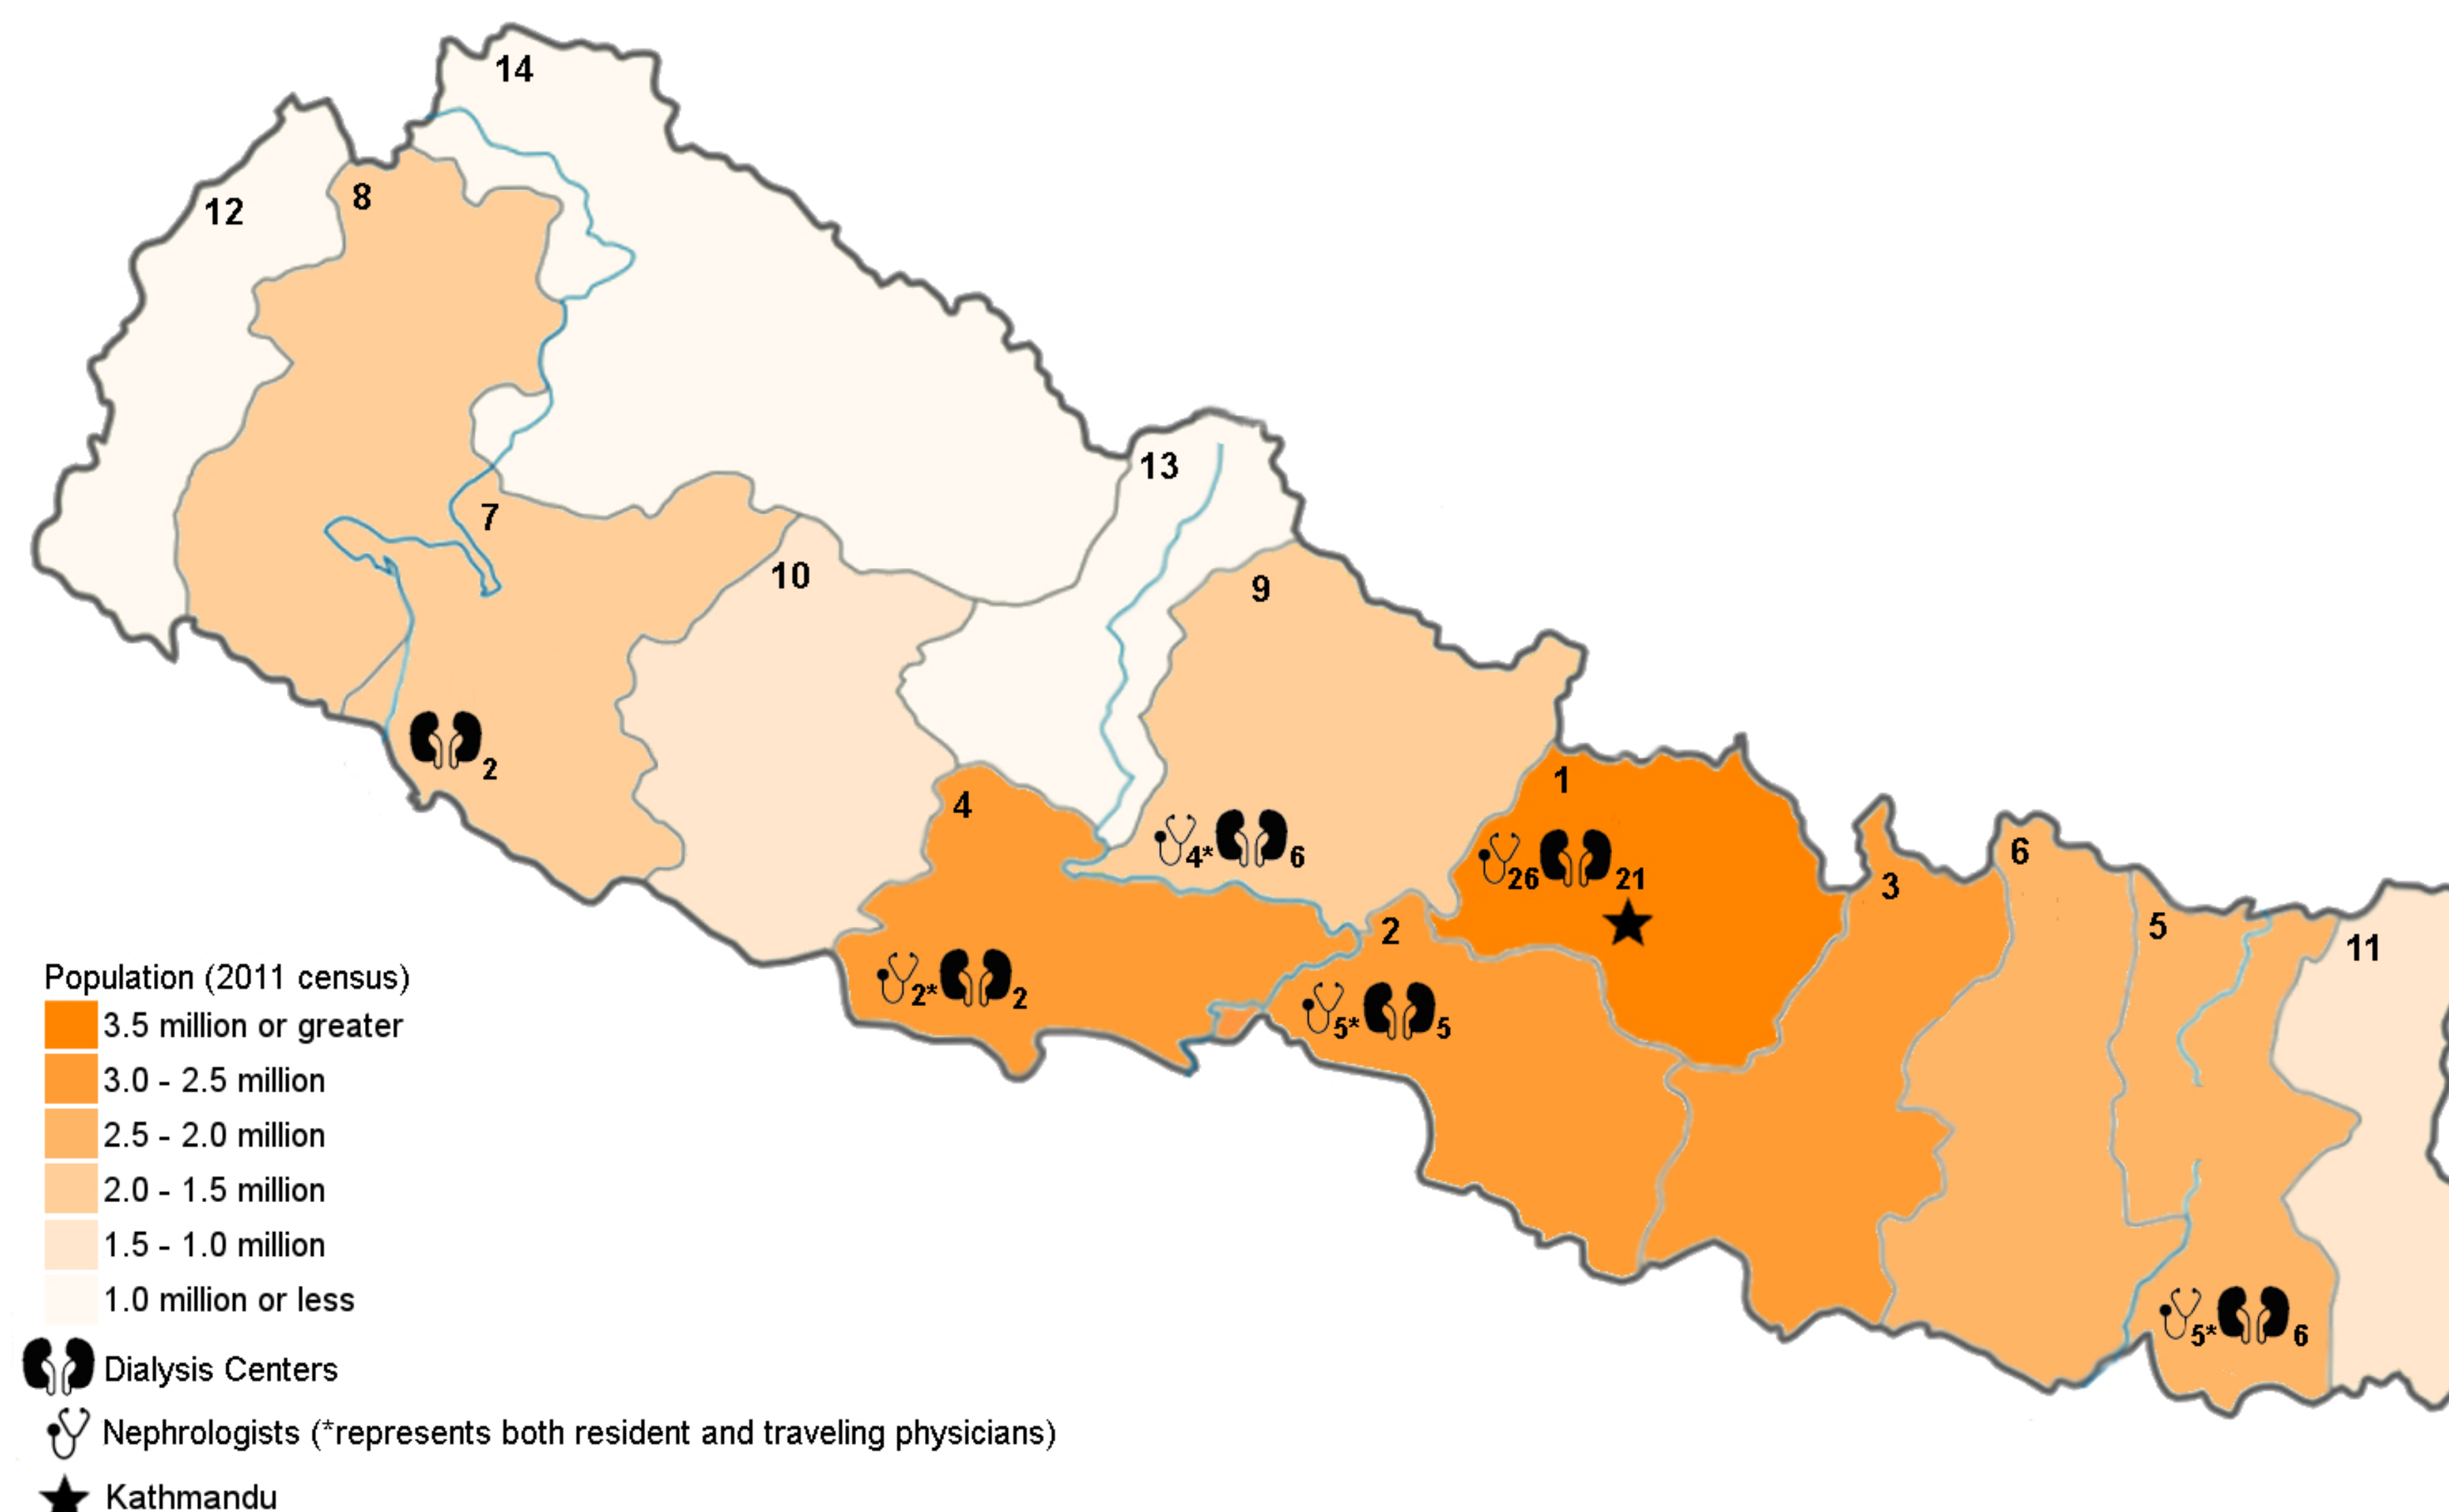 14
12
8
13
7
10
9
1
4
4* 6
26 21
6
3
2
5
11
2
2* 2
5* 5
5* 6
Population (2011 census)
3.5 million or greater
3.0 - 2.5 million
2.5 - 2.0 million
2.0 - 1.5 million
1.5 - 1.0 million
1.0 million or less
Dialysis Centers
Nephrologists (*represents both resident and traveling physicians)
Kathmandu